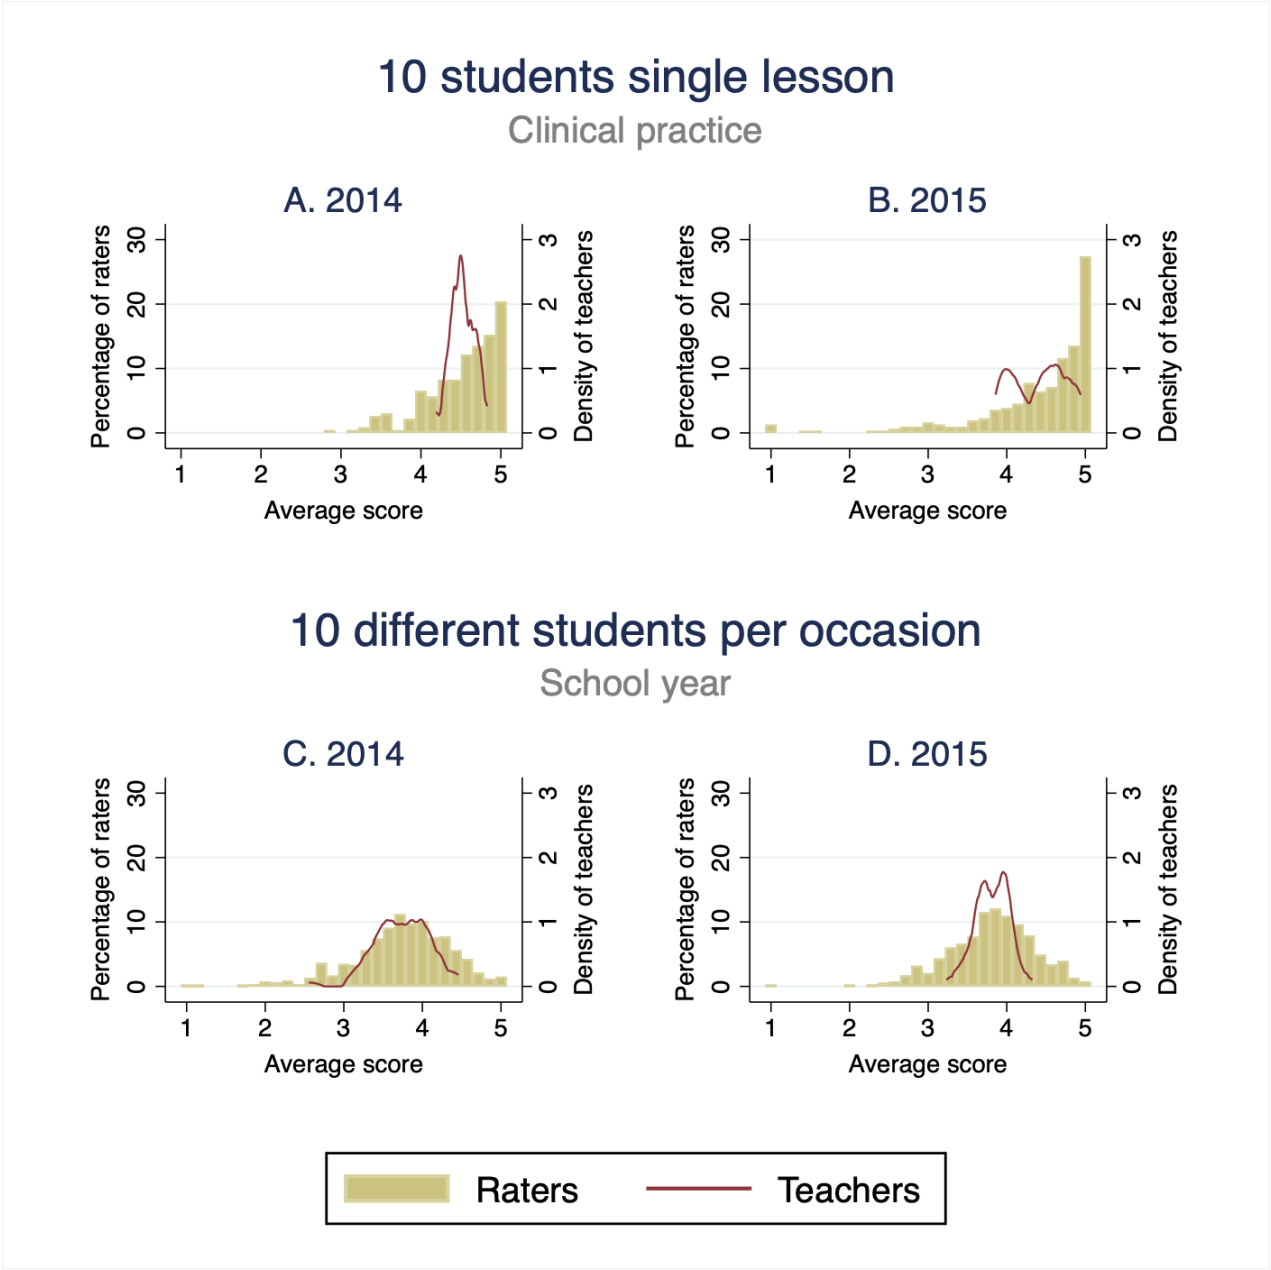 10 students single lesson
Clinical practice
A. 2014
Percentage of raters
30
20
10
0
3
2
1
0
Density of teachers
1 2 3 4 5
Average score
B. 2015
Percentage of raters
30
20
10
0
3
2
1
0
Density of teachers
1 2 3 4 5
Average score
10 different students per occasion
School year
C. 2014
Percentage of raters
30
20
10
0
3
2
1
0
Density of teachers
1 2 3 4 5
Average score
D. 2015
Percentage of raters
30
20
10
0
3
2
1
0
Density of teachers
1 2 3 4 5
Average score
Raters Teachers